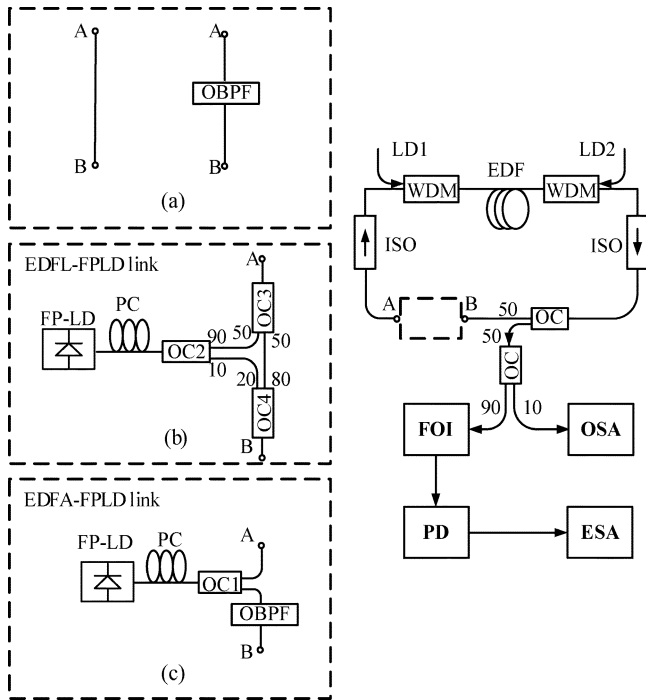 A
A
OBPF
B
B
(a)
EDFL-FPLD link
A
FP-LD
PC
OC3
90
50
50
OC2
10
20
80
OC4
B
(b)
EDFA-FPLD link
FP-LD
PC
A
OC1
OBPF
B
(c)
LD1
LD2
EDF
WDM
WDM
ISO
ISO
A
B
50
OC
50
OC
90
10
FOI
OSA
PD
ESA